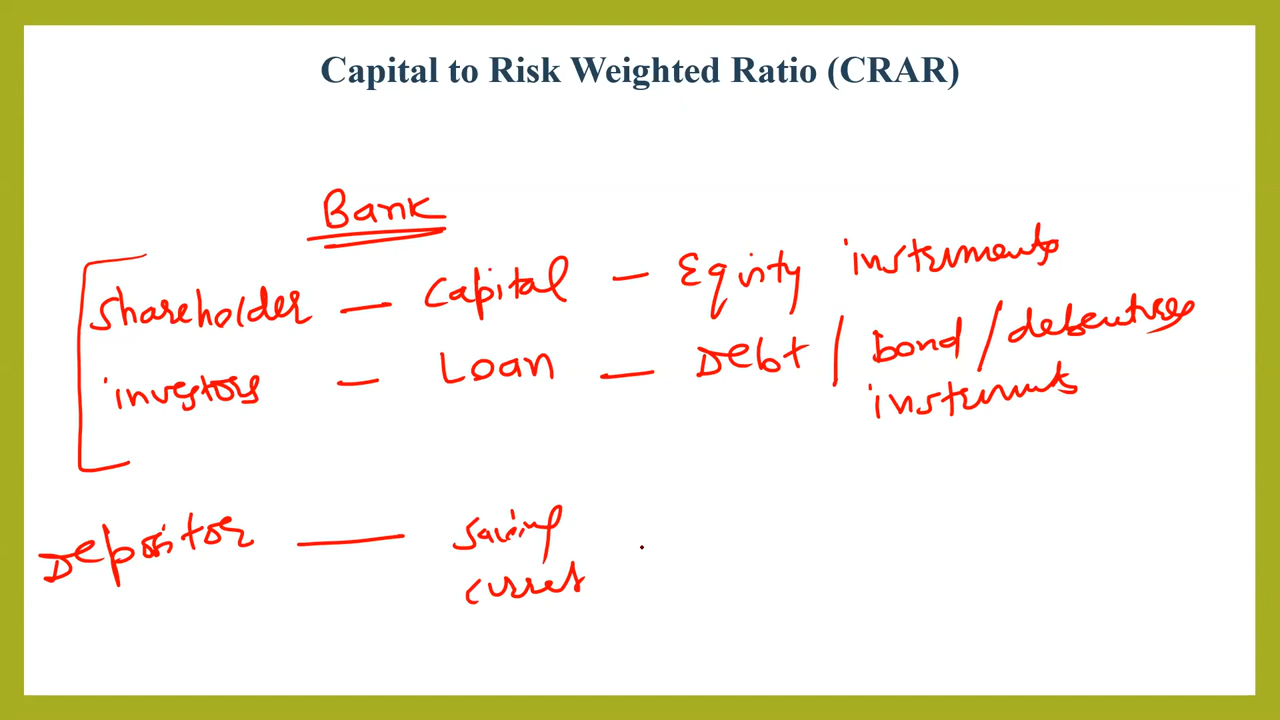 Capital to Risk Weighted Ratio (CRAR)
Bank
Shareholder — Capital — Equity instruments
investors — Loan — Debt / bond / debentures
instruments
Depositor — Saving
current